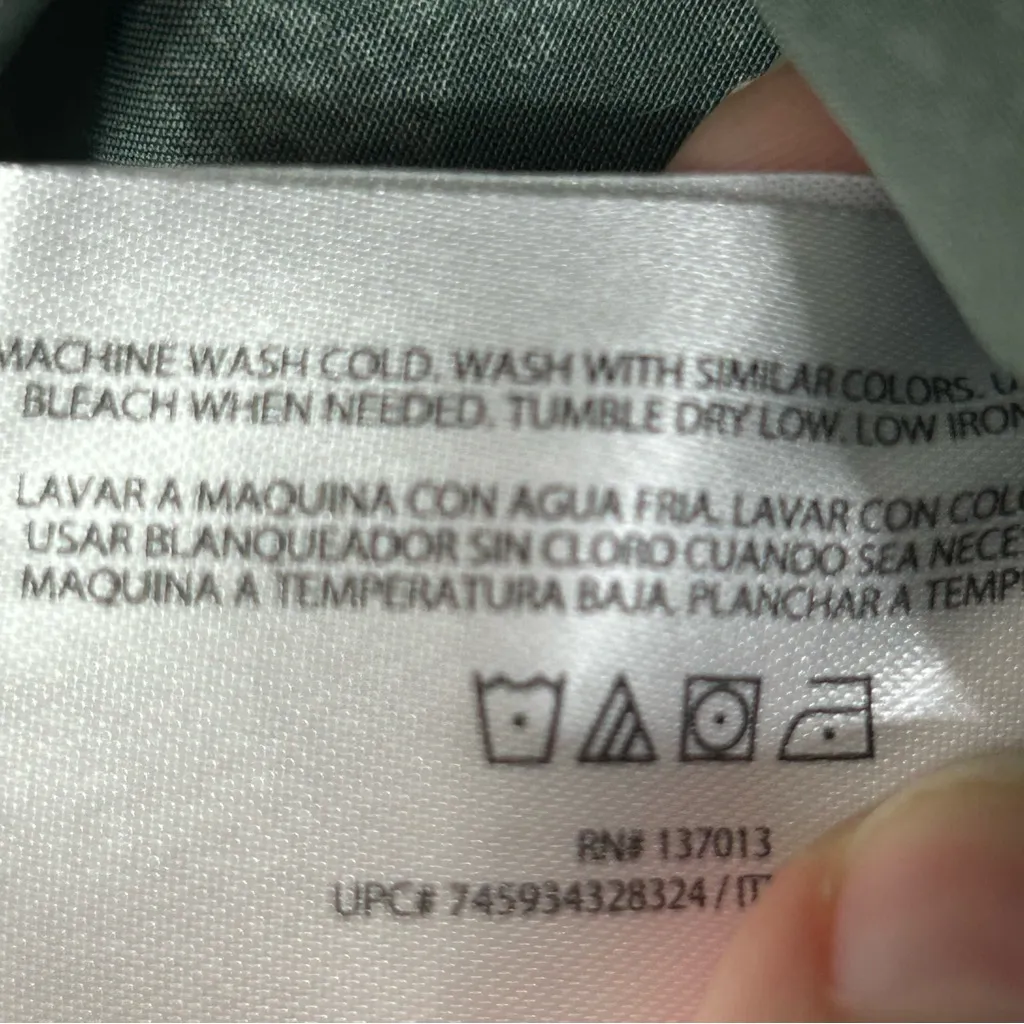 MACHINE WASH COLD. WASH WITH SIMILAR COLORS.
BLEACH WHEN NEEDED. TUMBLE DRY LOW. LOW IRON
LAVAR A MAQUINA CON AGUA FRIA. LAVAR CON
USAR BLANQUEADOR SIN CLORO CUANDO SEA
MAQUINA A TEMPERATURA BAJA. PLANCHAR A
RN# 137013
UPC# 745934328324 /